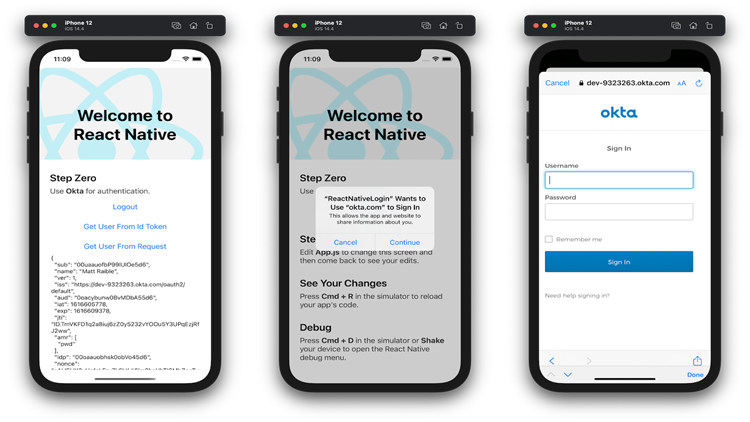 iPhone 12
iOS 14.4
11:09
Welcome to
React Native
Step Zero
Use Okta for authentication.
Logout
Get User From Id Token
Get User From Request
{
"sub": "00uaauofbP99IUlOe5d6",
"name": "Matt Raible",
"ver": 1,
"iss": "https://dev-9323263.okta.com/oauth2/
default",
"aud": "0oacybunw0BvMDbA55d6",
"iat": 1616605778,
"exp": 1616609378,
"jti":
"amr": [
"pwd"
],
"idp": "00oaauobhsk0obVo45d6",
"nonce":
iPhone 12
iOS 14.4
11:09
Welcome to
React Native
Step Zero
Use Okta for authentication.
"ReactNativeLogin" Wants to
Use "okta.com" to Sign In
This allows the app and website to
share information about you.
Cancel
Continue
Ste
Edit App.js to change this screen and
then come back to see your edits.
See Your Changes
Press Cmd + R in the simulator to reload
your app's code.
Debug
Press Cmd + D in the simulator or Shake
your device to open the React Native
debug menu.
iPhone 12
iOS 14.4
Cancel
dev-9323263.okta.com
AA
okta
Sign In
Username
Password
Remember me
Sign In
Need help signing in?
Done